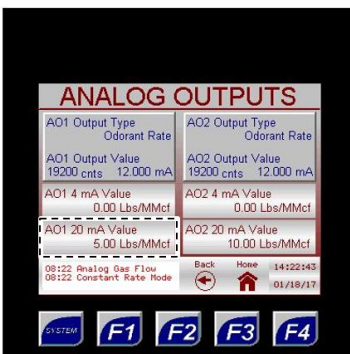 ANALOG OUTPUTS
AO1 Output Type
Odorant Rate
AO1 Output Value
19200 cnts 12.000 mA
AO2 Output Type
Odorant Rate
AO2 Output Value
19200 cnts 12.000 mA
AO1 4 mA Value
0.00 Lbs/MMcf
AO2 4 mA Value
0.00 Lbs/MMcf
AO1 20 mA Value
5.00 Lbs/MMcf
AO2 20 mA Value
10.00 Lbs/MMcf
08:22 Analog Gas Flow
08:22 Constant Rate Mode
Back
Home
14:22:43
01/18/17
SYSTEM F1 F2 F3 F4